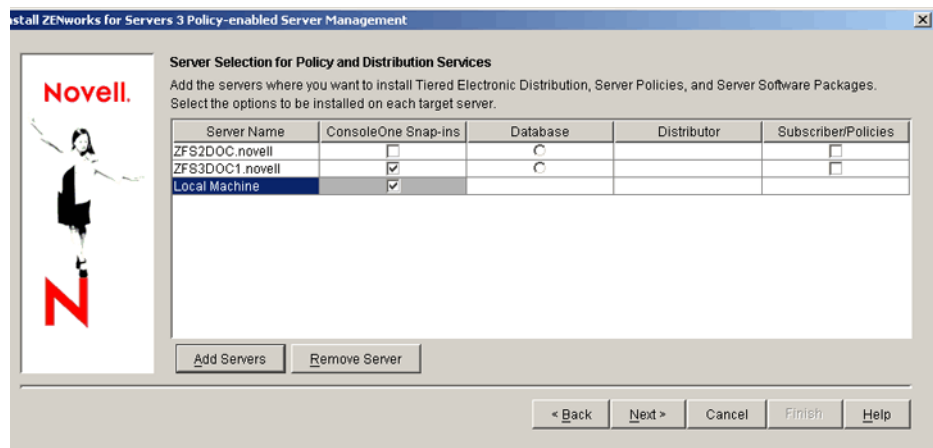 stall ZENworks for Servers 3 Policy-enabled Server Management
Novell.
N
Server Selection for Policy and Distribution Services
Add the servers where you want to install Tiered Electronic Distribution, Server Policies, and Server Software Packages.
Select the options to be installed on each target server.
Server Name ConsoleOne Snap-ins Database Distributor Subscriber/Policies
ZFS2DOC.novell
ZFS3DOC1.novell
Local Machine
Add Servers Remove Server
< Back Next > Cancel Finish Help